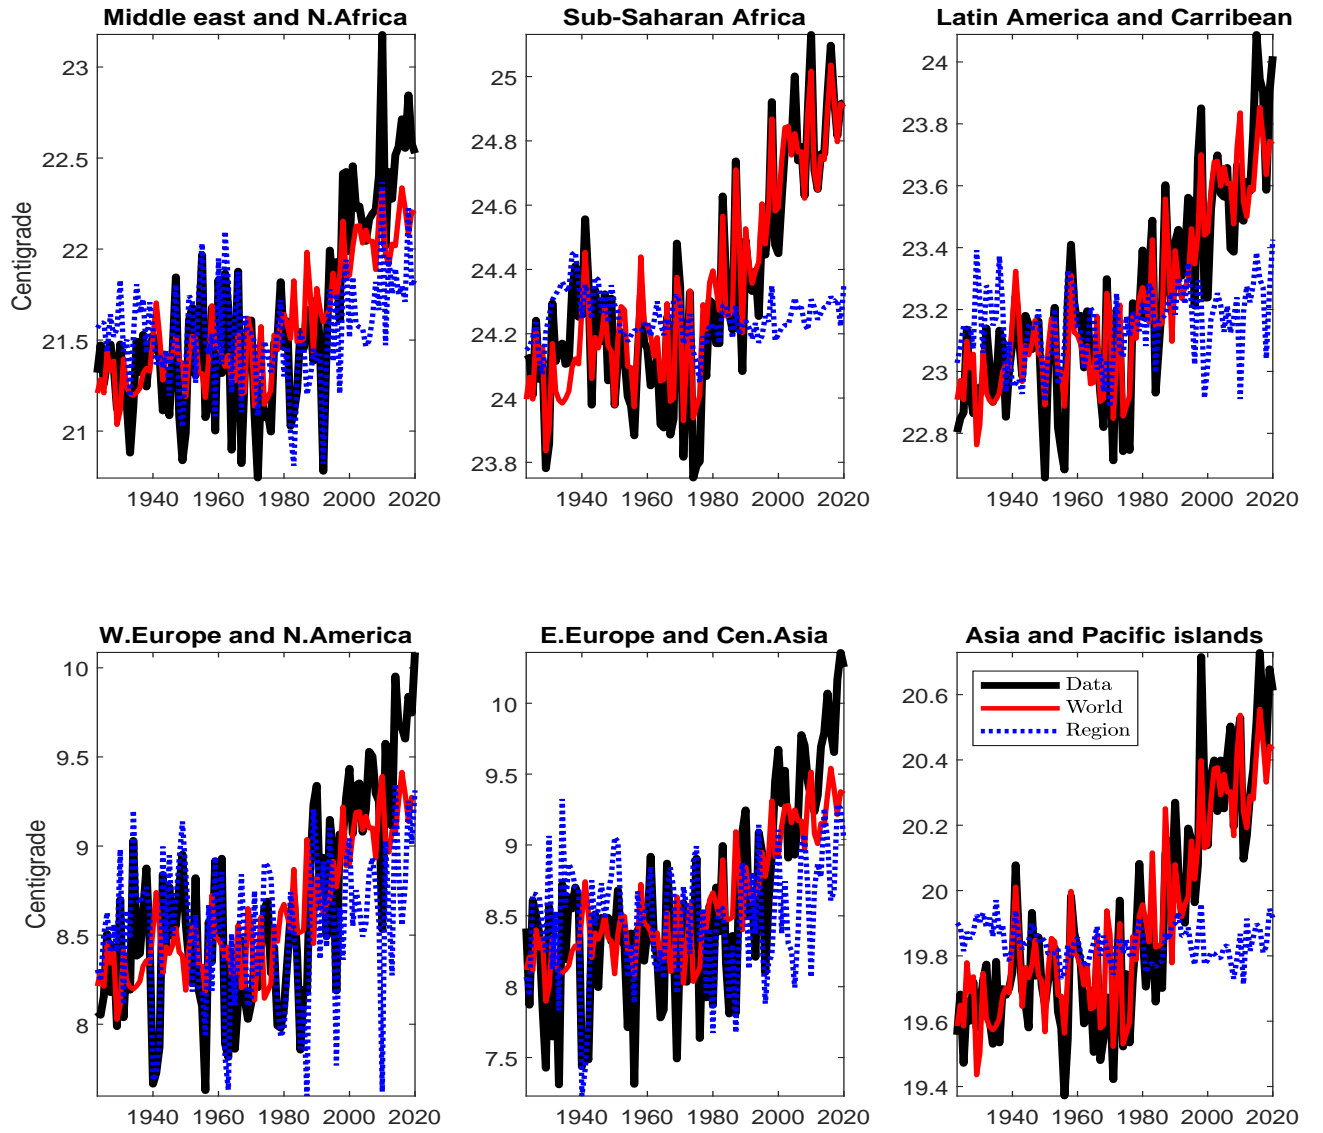 Middle east and N.Africa
Sub-Saharan Africa
Latin America and Carribean
Centigrade
23
22.5
22
21.5
21
1940 1960 1980 2000 2020
25
24.8
24.6
24.4
24.2
24
23.8
1940 1960 1980 2000 2020
24
23.8
23.6
23.4
23.2
23
22.8
1940 1960 1980 2000 2020
W.Europe and N.America
E.Europe and Cen.Asia
Asia and Pacific islands
Centigrade
10
9.5
9
8.5
8
1940 1960 1980 2000 2020
10
9.5
9
8.5
8
7.5
1940 1960 1980 2000 2020
20.6
20.4
20.2
20
19.8
19.6
19.4
1940 1960 1980 2000 2020
Data
World
Region